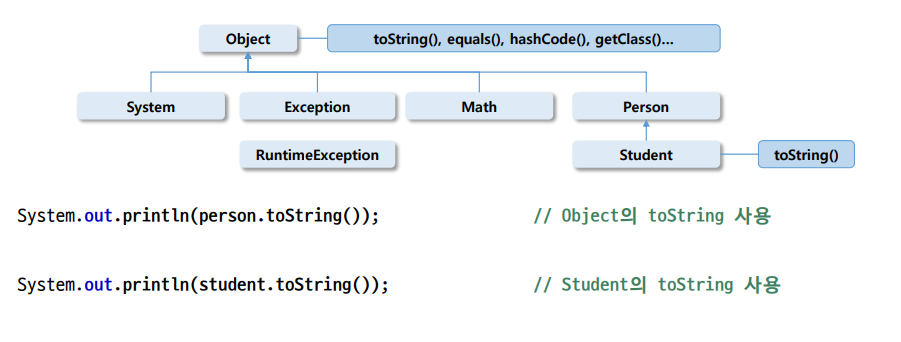 Object
toString(), equals(), hashCode(), getClass()...
System
Exception
Math
Person
RuntimeException
Student
toString()
System.out.println(person.toString()); // Object의 toString 사용
System.out.println(student.toString()); // Student의 toString 사용